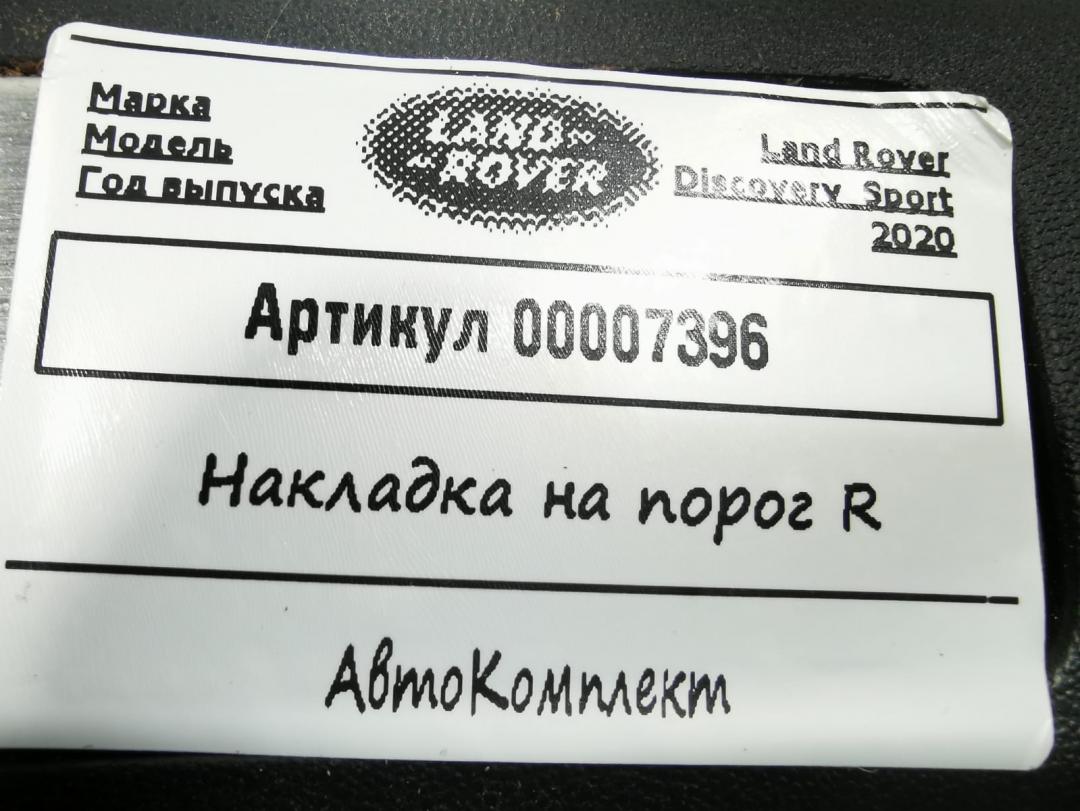 Марка
Модель
Год выпуска
LAND-
-ROVER
Land Rover
Discovery Sport
2020
Артикул 00007396
Накладка на порог R
АвтоКомплект